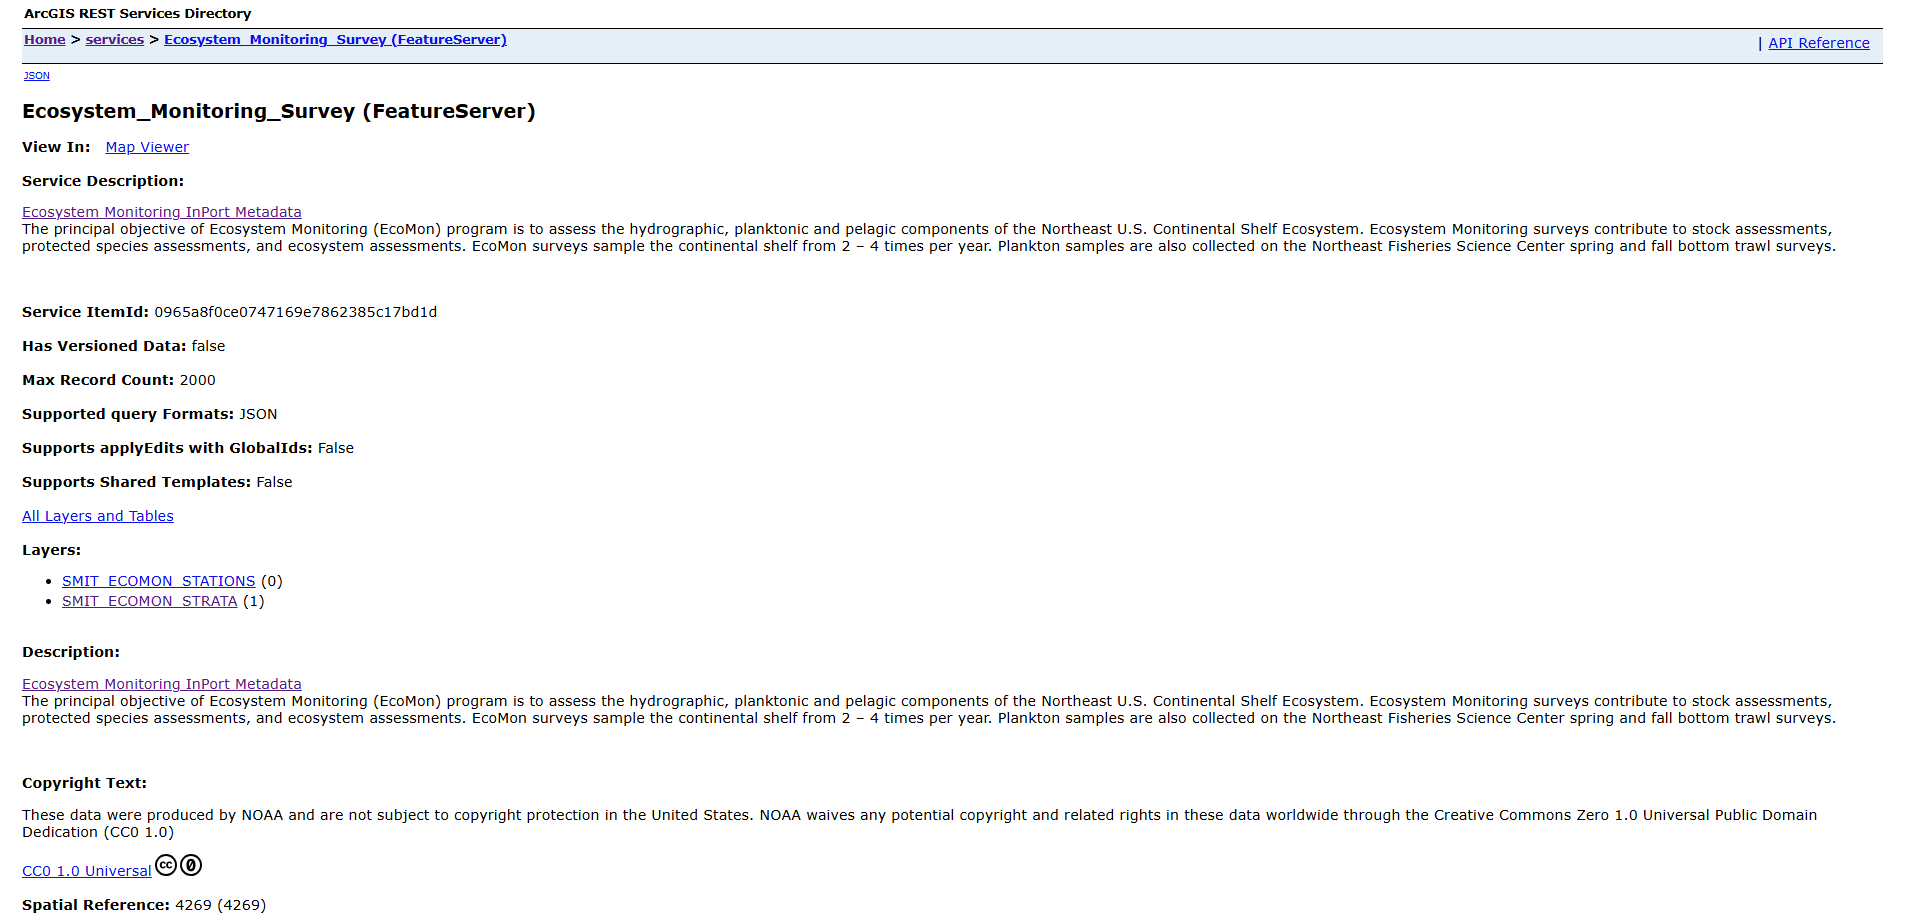 ArcGIS REST Services Directory
Home > services > Ecosystem_Monitoring_Survey (FeatureServer)
| API Reference
JSON
Ecosystem_Monitoring_Survey (FeatureServer)
View In: Map Viewer
Service Description:
Ecosystem Monitoring InPort Metadata
The principal objective of Ecosystem Monitoring (EcoMon) program is to assess the hydrographic, planktonic and pelagic components of the Northeast U.S. Continental Shelf Ecosystem. Ecosystem Monitoring surveys contribute to stock assessments,
protected species assessments, and ecosystem assessments. EcoMon surveys sample the continental shelf from 2 – 4 times per year. Plankton samples are also collected on the Northeast Fisheries Science Center spring and fall bottom trawl surveys.
Service ItemId: 0965a8f0ce0747169e7862385c17bd1d
Has Versioned Data: false
Max Record Count: 2000
Supported query Formats: JSON
Supports applyEdits with GlobalIds: False
Supports Shared Templates: False
All Layers and Tables
Layers:
• SMIT_ECOMON_STATIONS (0)
• SMIT_ECOMON_STRATA (1)
Description:
Ecosystem Monitoring InPort Metadata
The principal objective of Ecosystem Monitoring (EcoMon) program is to assess the hydrographic, planktonic and pelagic components of the Northeast U.S. Continental Shelf Ecosystem. Ecosystem Monitoring surveys contribute to stock assessments,
protected species assessments, and ecosystem assessments. EcoMon surveys sample the continental shelf from 2 – 4 times per year. Plankton samples are also collected on the Northeast Fisheries Science Center spring and fall bottom trawl surveys.
Copyright Text:
These data were produced by NOAA and are not subject to copyright protection in the United States. NOAA waives any potential copyright and related rights in these data worldwide through the Creative Commons Zero 1.0 Universal Public Domain
Dedication (CC0 1.0)
CC0 1.0 Universal cc 0
Spatial Reference: 4269 (4269)